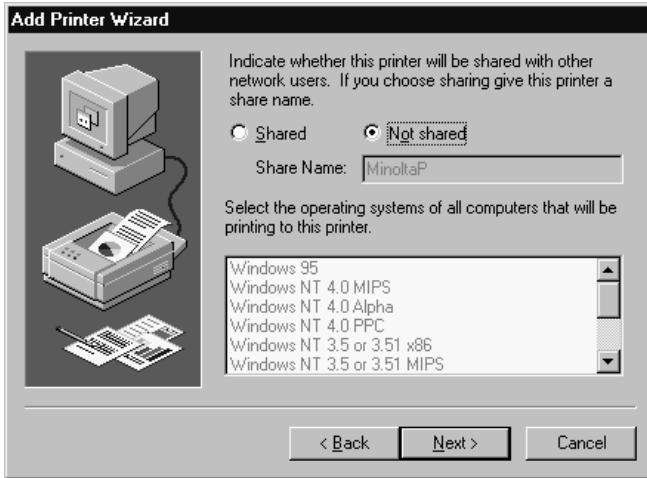 Add Printer Wizard
Indicate whether this printer will be shared with other
network users. If you choose sharing give this printer a
share name.
Shared Not shared
Share Name: MinoltaP
Select the operating systems of all computers that will be
printing to this printer.
Windows 95
Windows NT 4.0 MIPS
Windows NT 4.0 Alpha
Windows NT 4.0 PPC
Windows NT 3.5 or 3.51 x86
Windows NT 3.5 or 3.51 MIPS
< Back Next > Cancel